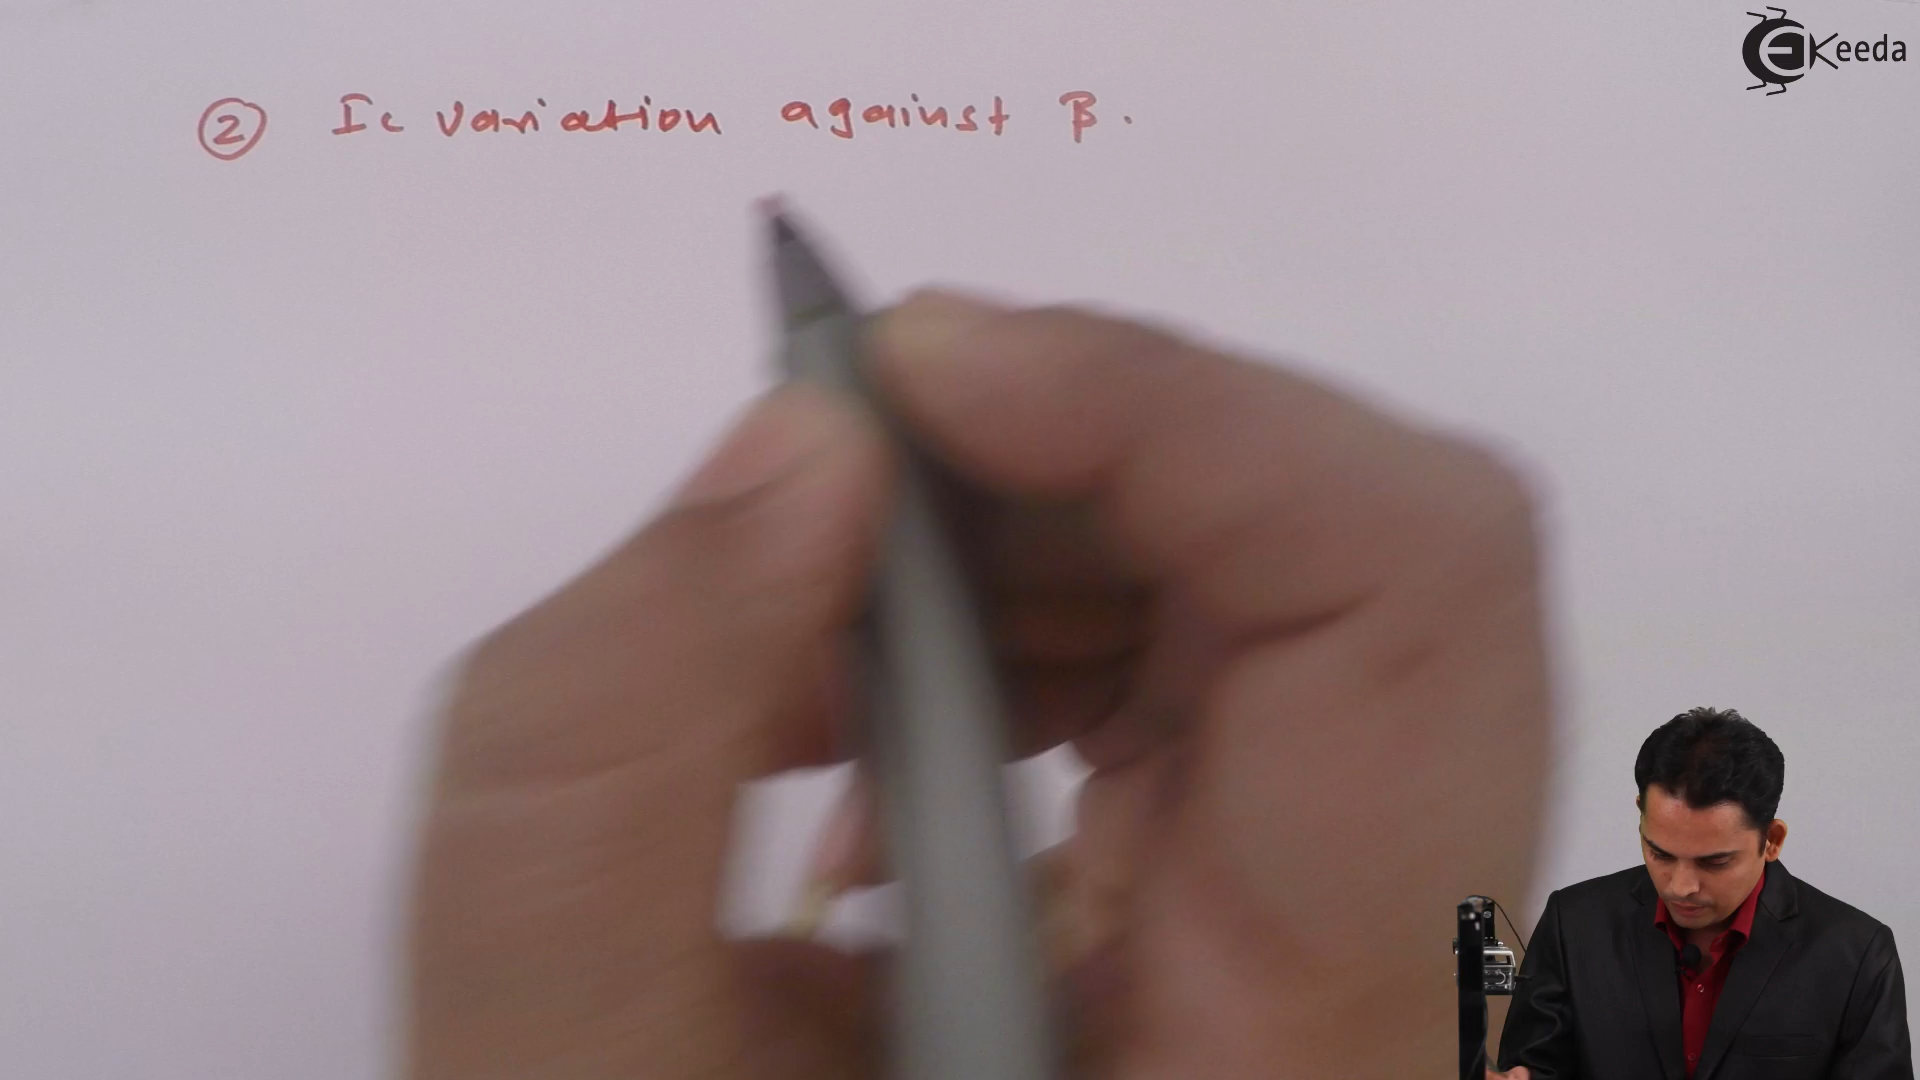 ② Ic variation against β.
EKeeda